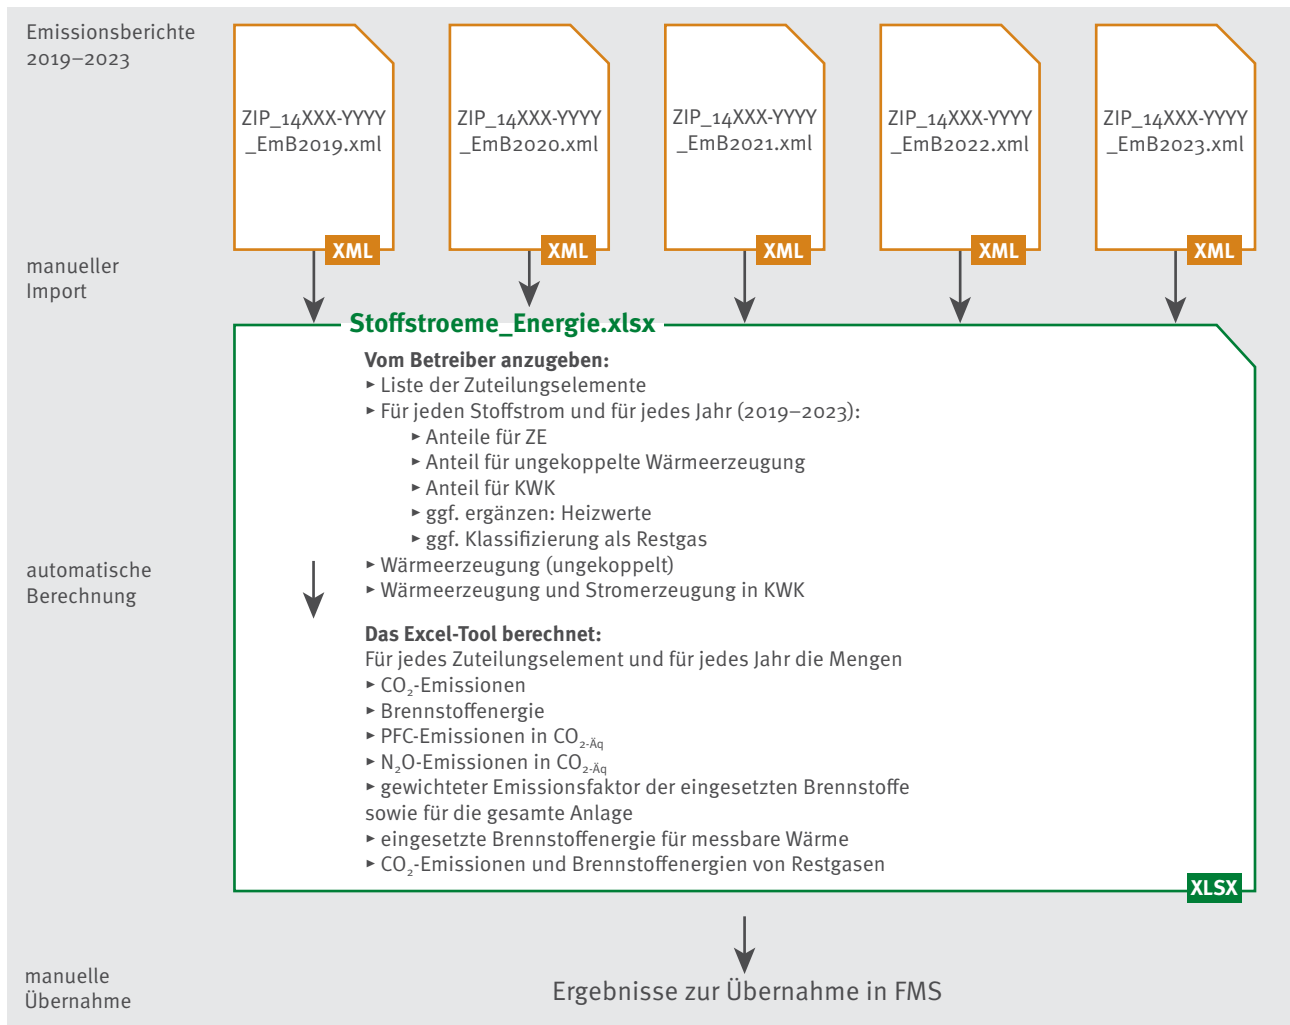 Emissionsberichte
2019–2023
ZIP_14XXX-YYYY
_EmB2019.xml
XML
ZIP_14XXX-YYYY
_EmB2020.xml
XML
ZIP_14XXX-YYYY
_EmB2021.xml
XML
ZIP_14XXX-YYYY
_EmB2022.xml
XML
ZIP_14XXX-YYYY
_EmB2023.xml
XML
manueller
Import
Stoffstroeme_Energie.xlsx
Vom Betreiber anzugeben:
▸ Liste der Zuteilungselemente
▸ Für jeden Stoffstrom und für jedes Jahr (2019–2023):
▸ Anteile für ZE
▸ Anteil für ungekoppelte Wärmeerzeugung
▸ Anteil für KWK
▸ ggf. ergänzen: Heizwerte
▸ ggf. Klassifizierung als Restgas
▸ Wärmeerzeugung (ungekoppelt)
▸ Wärmeerzeugung und Stromerzeugung in KWK
automatische
Berechnung
Das Excel-Tool berechnet:
Für jedes Zuteilungselement und für jedes Jahr die Mengen
▸ CO₂-Emissionen
▸ Brennstoffenergie
▸ PFC-Emissionen in CO₂-Äq
▸ N₂O-Emissionen in CO₂-Äq
▸ gewichteter Emissionsfaktor der eingesetzten Brennstoffe
sowie für die gesamte Anlage
▸ eingesetzte Brennstoffenergie für messbare Wärme
▸ CO₂-Emissionen und Brennstoffenergien von Restgasen
XLSX
manuelle
Übernahme
Ergebnisse zur Übernahme in FMS